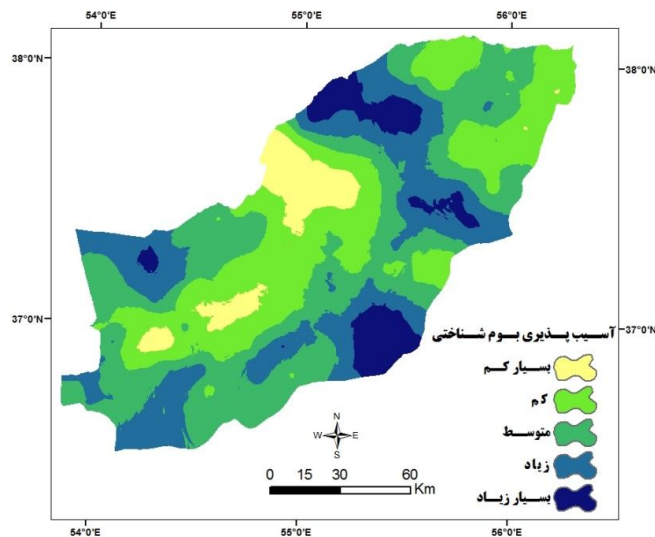 54°0'E 55°0'E 56°0'E
38°0'N 38°0'N
37°0'N 37°0'N
آسیب پذیری بوم شناختی
بسیار کم
کم
متوسط
زیاد
بسیار زیاد
N
W E
S
0 15 30 60
Km
54°0'E 55°0'E 56°0'E